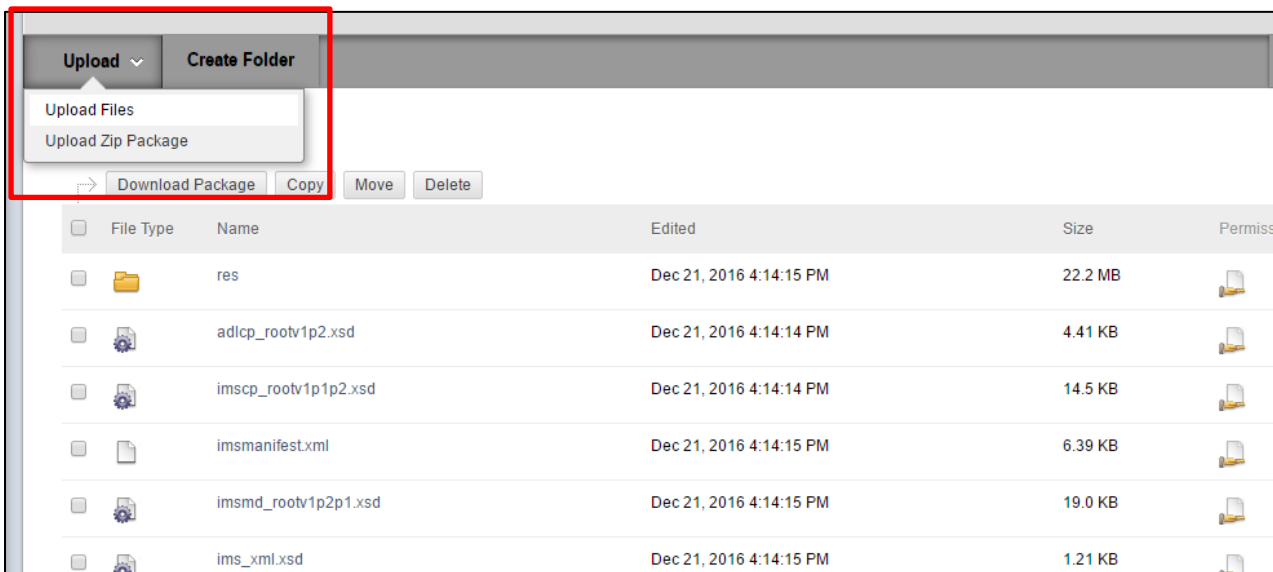 Upload Create Folder
Upload Files
Upload Zip Package
Download Package Copy Move Delete
File Type Name Edited Size Permiss
res Dec 21, 2016 4:14:15 PM 22.2 MB
adlcp_rootv1p2.xsd Dec 21, 2016 4:14:14 PM 4.41 KB
imscp_rootv1p1p2.xsd Dec 21, 2016 4:14:14 PM 14.5 KB
imsmanifest.xml Dec 21, 2016 4:14:15 PM 6.39 KB
imsmd_rootv1p2p1.xsd Dec 21, 2016 4:14:15 PM 19.0 KB
ims_xml.xsd Dec 21, 2016 4:14:15 PM 1.21 KB